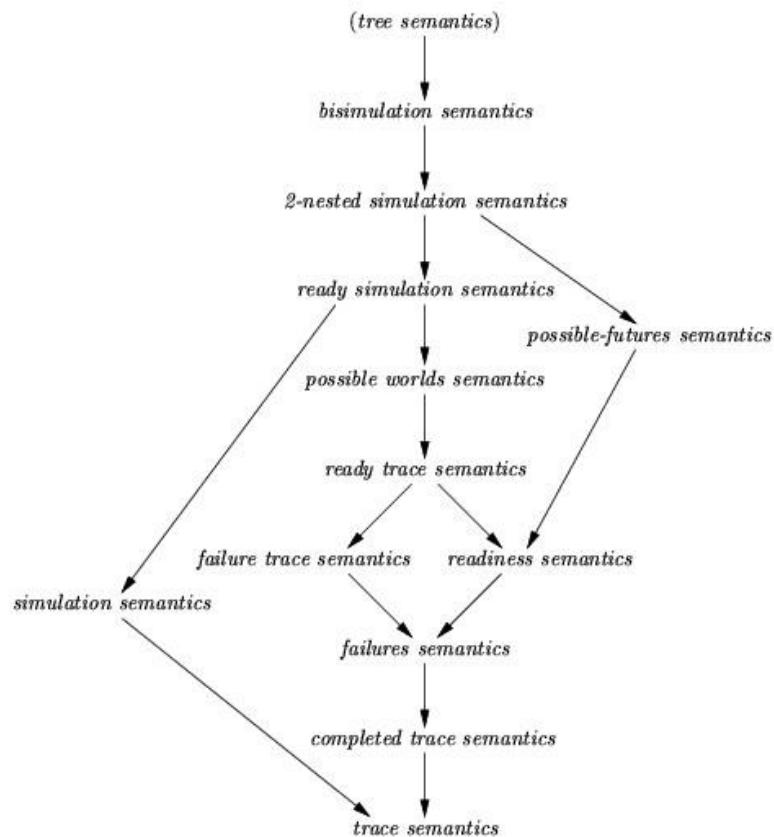 (tree semantics)
bisimulation semantics
2-nested simulation semantics
ready simulation semantics
possible-futures semantics
possible worlds semantics
ready trace semantics
failure trace semantics
readiness semantics
simulation semantics
failures semantics
completed trace semantics
trace semantics